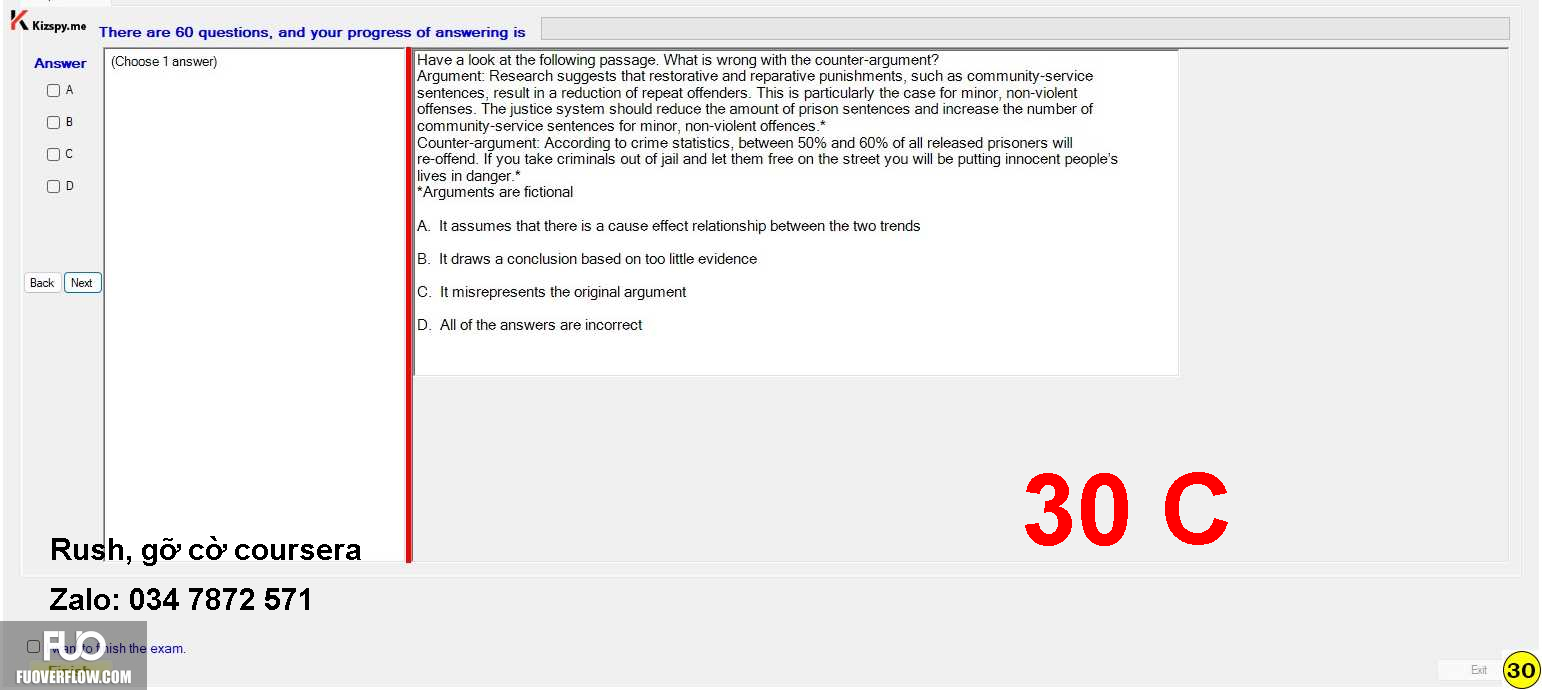 Kizspy.me
There are 60 questions, and your progress of answering is
Answer
(Choose 1 answer)
A
B
C
D
Back
Next
Have a look at the following passage. What is wrong with the counter-argument?
Argument: Research suggests that restorative and reparative punishments, such as community-service
sentences, result in a reduction of repeat offenders. This is particularly the case for minor, non-violent
offenses. The justice system should reduce the amount of prison sentences and increase the number of
community-service sentences for minor, non-violent offences.*
Counter-argument: According to crime statistics, between 50% and 60% of all released prisoners will
re-offend. If you take criminals out of jail and let them free on the street you will be putting innocent people's
lives in danger.*
*Arguments are fictional
A. It assumes that there is a cause effect relationship between the two trends
B. It draws a conclusion based on too little evidence
C. It misrepresents the original argument
D. All of the answers are incorrect
30 C
Rush, gỡ cờ coursera
Zalo: 034 7872 571
FUO
want to finish the exam.
Finish
FUOVERFLOW.COM
Exit
30